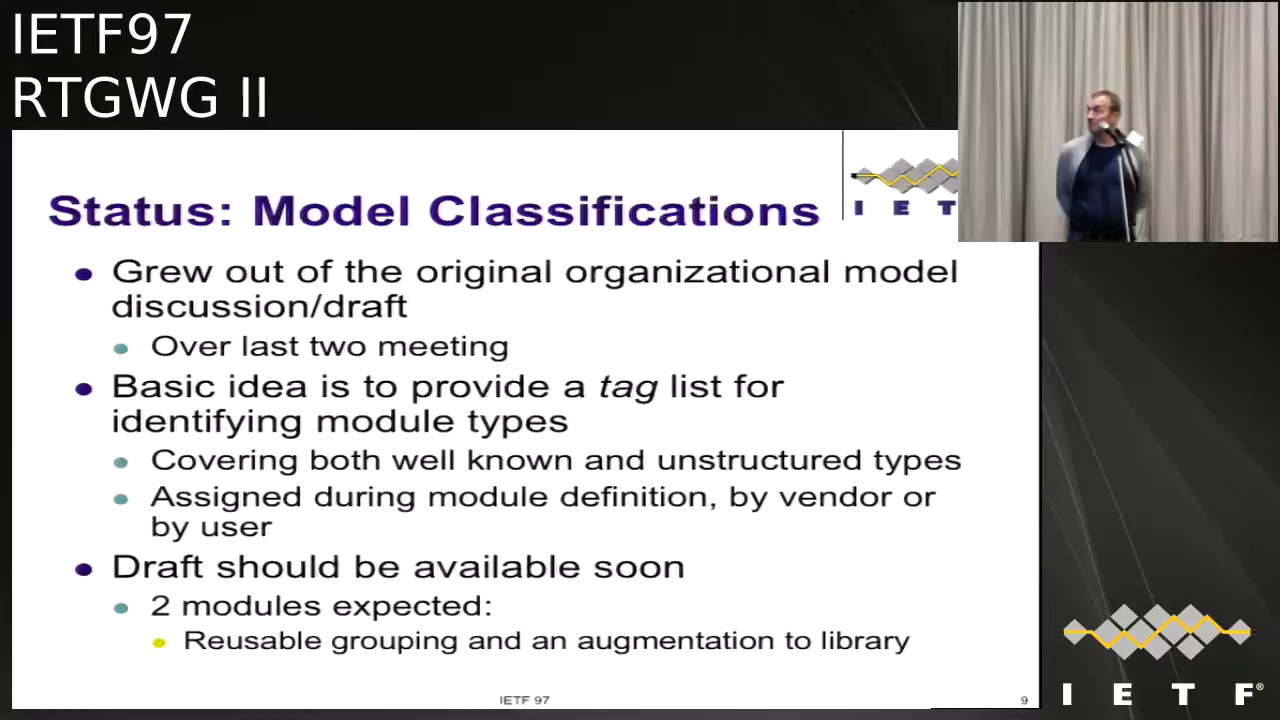 IETF97
RTGWG II
I E T
Status: Model Classifications
Grew out of the original organizational model
discussion/draft
Over last two meeting
Basic idea is to provide a tag list for
identifying module types
Covering both well known and unstructured types
Assigned during module definition, by vendor or
by user
Draft should be available soon
2 modules expected:
Reusable grouping and an augmentation to library
IETF 97
9
I E T F®